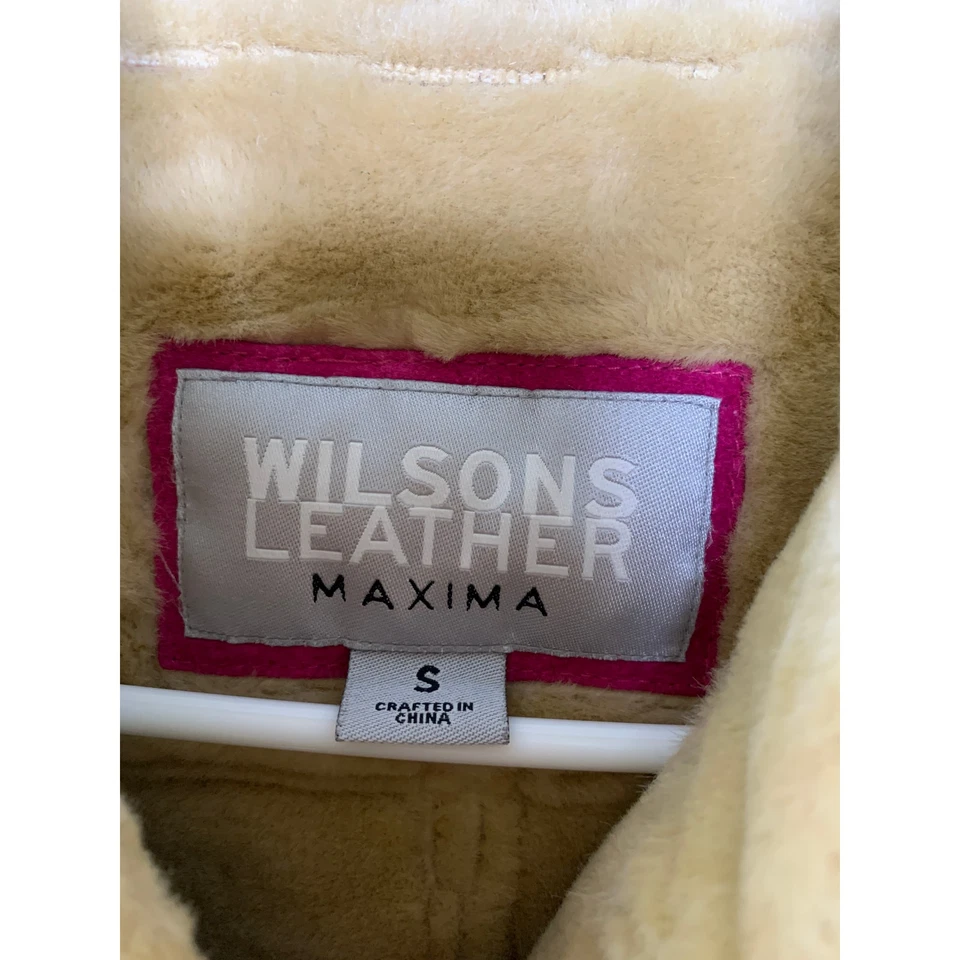 WILSONS
LEATHER
MAXIMA
S
CRAFTED IN
CHINA